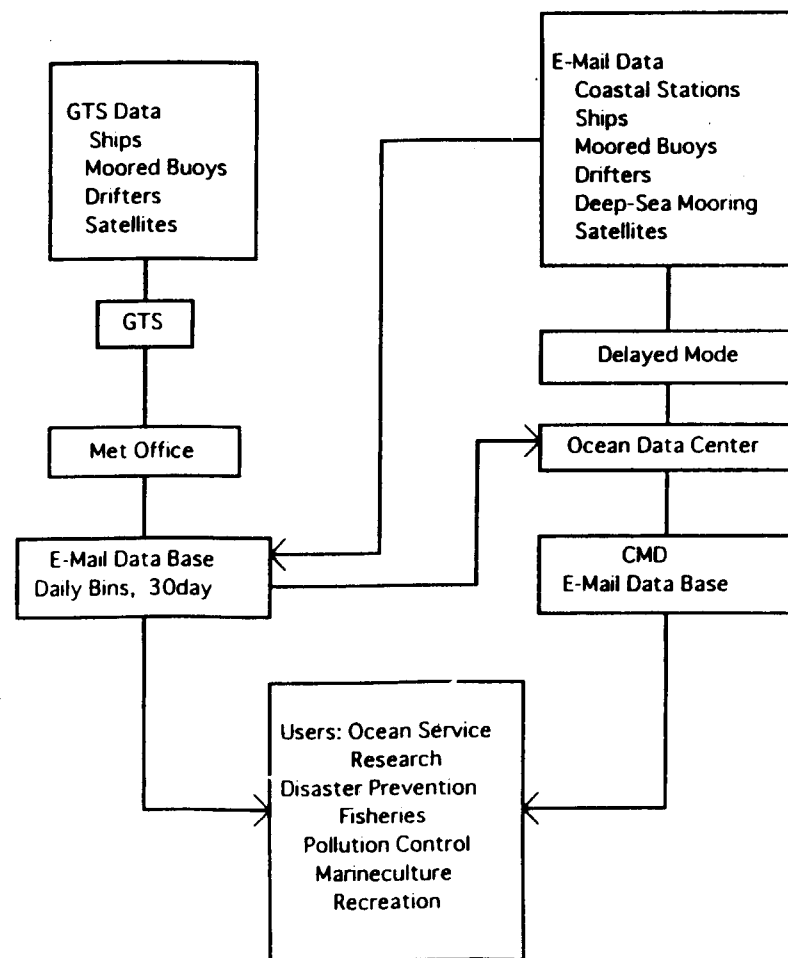 GTS Data
Ships
Moored Buoys
Drifters
Satellites
GTS
Met Office
E-Mail Data Base
Daily Bins, 30day
E-Mail Data
Coastal Stations
Ships
Moored Buoys
Drifters
Deep-Sea Mooring
Satellites
Delayed Mode
Ocean Data Center
CMD
E-Mail Data Base
Users: Ocean Service
Research
Disaster Prevention
Fisheries
Pollution Control
Marineculture
Recreation